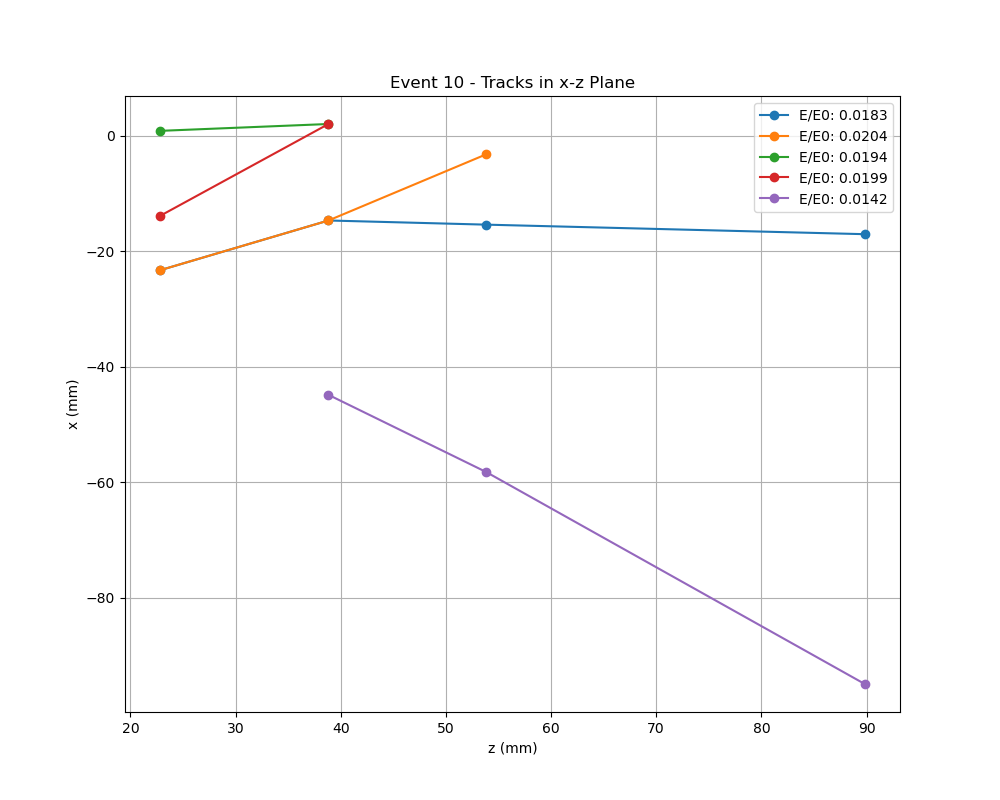 Event 10 - Tracks in x-z Plane
E/E0: 0.0183
E/E0: 0.0204
E/E0: 0.0194
E/E0: 0.0199
E/E0: 0.0142
x (mm)
0
−20
−40
−60
−80
20 30 40 50 60 70 80 90
z (mm)